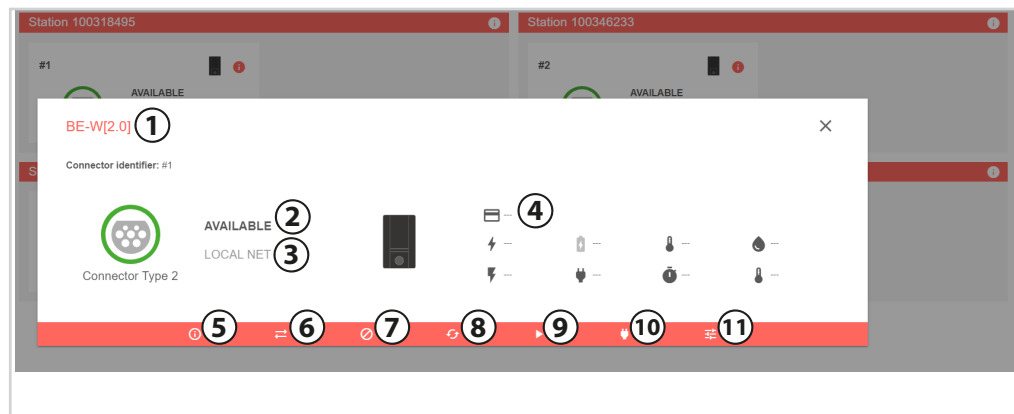 Station 100318495
Station 100346233
#1
#2
AVAILABLE
AVAILABLE
BE-W[2.0] 1
Connector identifier: #1
S
AVAILABLE 2
LOCAL NET 3
Connector Type 2
--- 4
--- --- --- ---
--- --- --- ---
5 6 7 8 9 10 11